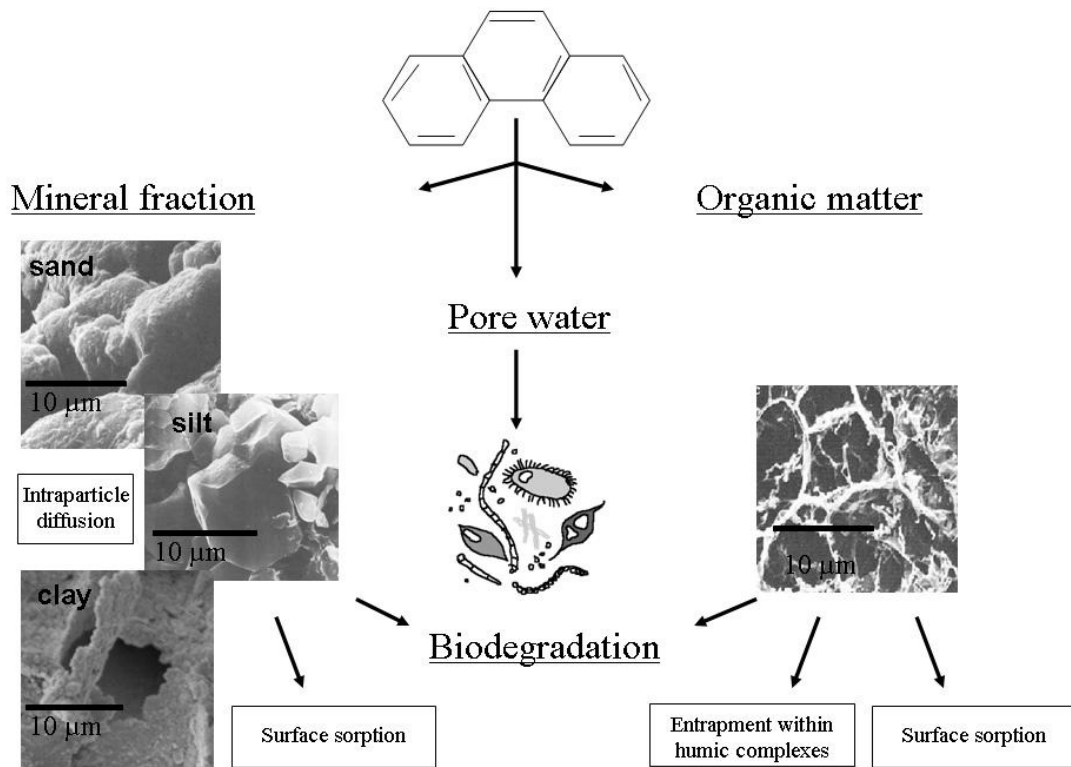 Mineral fraction
Organic matter
sand
10 µm
Pore water
silt
10 µm
Intraparticle
diffusion
clay
10 µm
10 µm
Biodegradation
Surface sorption
Entrapment within
humic complexes
Surface sorption